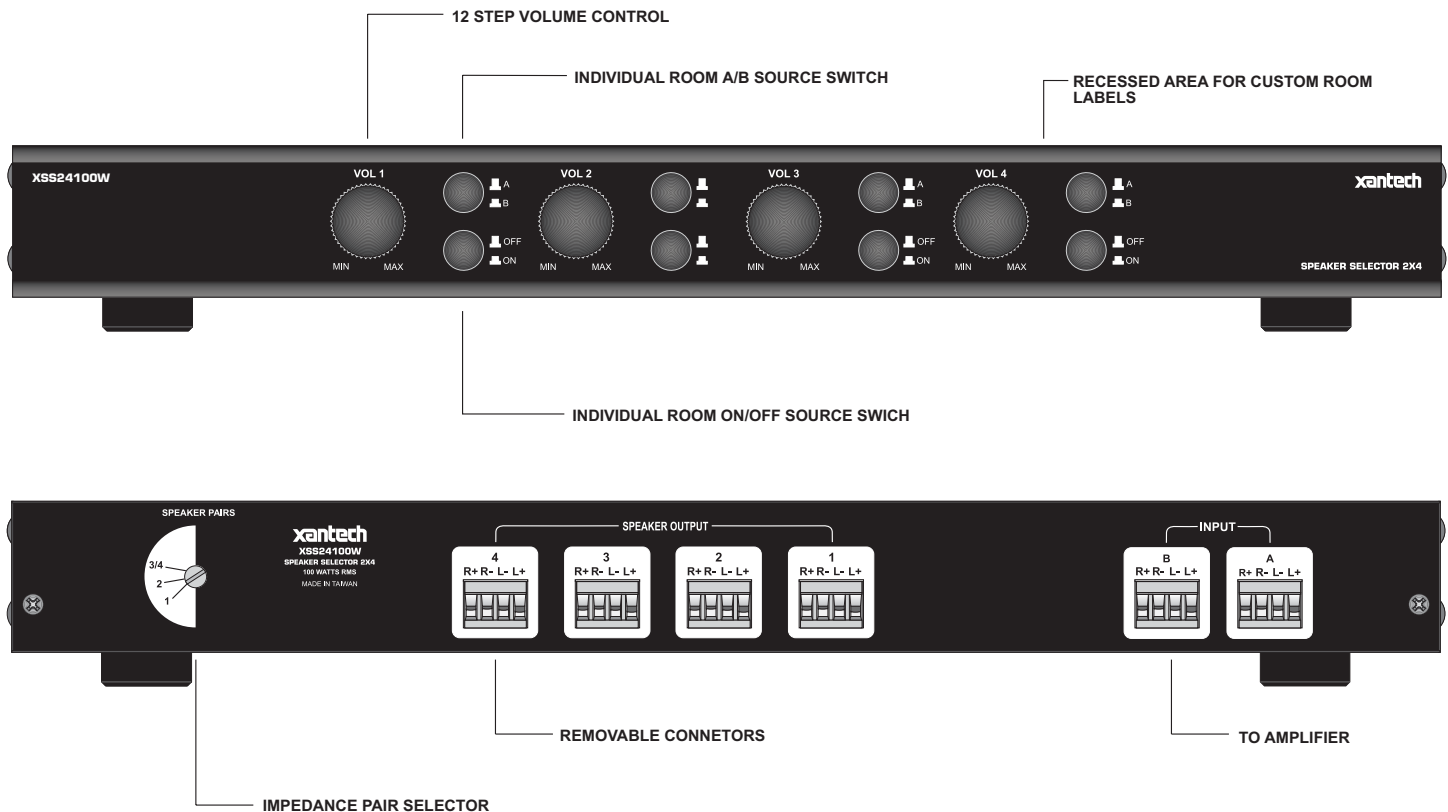 12 STEP VOLUME CONTROL
INDIVIDUAL ROOM A/B SOURCE SWITCH
RECESSED AREA FOR CUSTOM ROOM
LABELS
XSS24100W
VOL 1
VOL 2
VOL 3
VOL 4
xantech
A
B
A
B
A
B
OFF
ON
OFF
ON
OFF
ON
MIN MAX
MIN MAX
MIN MAX
MIN MAX
SPEAKER SELECTOR 2X4
INDIVIDUAL ROOM ON/OFF SOURCE SWICH
SPEAKER PAIRS
3/4
2
1
xantech
XSS24100W
SPEAKER SELECTOR 2X4
100 WATTS RMS
MADE IN TAIWAN
SPEAKER OUTPUT
4
R+ R- L- L+
3
R+ R- L- L+
2
R+ R- L- L+
1
R+ R- L- L+
INPUT
B
R+ R- L- L+
A
R+ R- L- L+
REMOVABLE CONNETORS
TO AMPLIFIER
IMPEDANCE PAIR SELECTOR